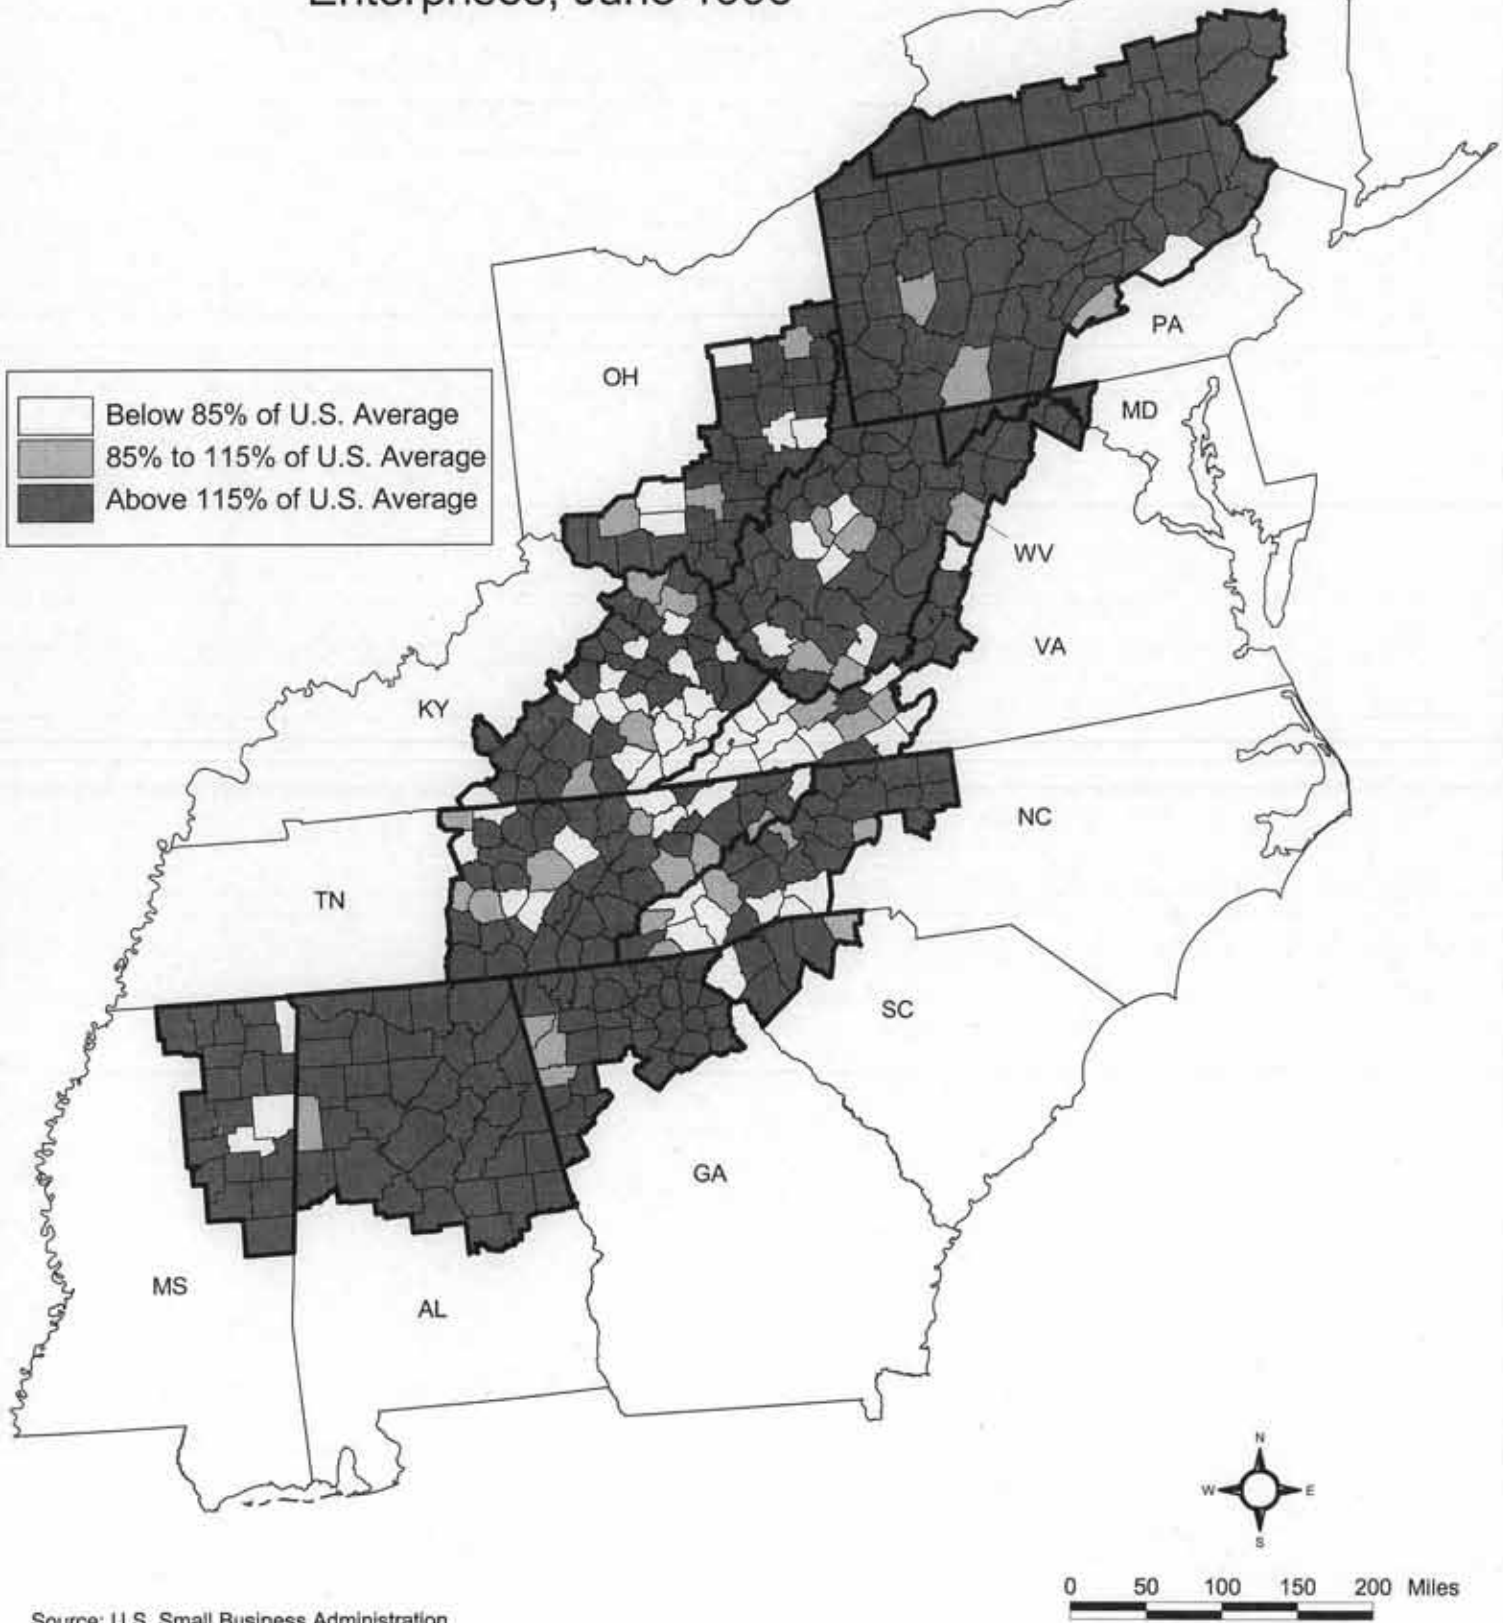 Enterprises, June
Below 85% of U.S. Average
85% to 115% of U.S. Average
Above 115% of U.S. Average
OH
PA
MD
WV
VA
KY
NC
TN
SC
GA
MS
AL
N
W E
S
0 50 100 150 200 Miles
Source: U.S. Small Business Administration